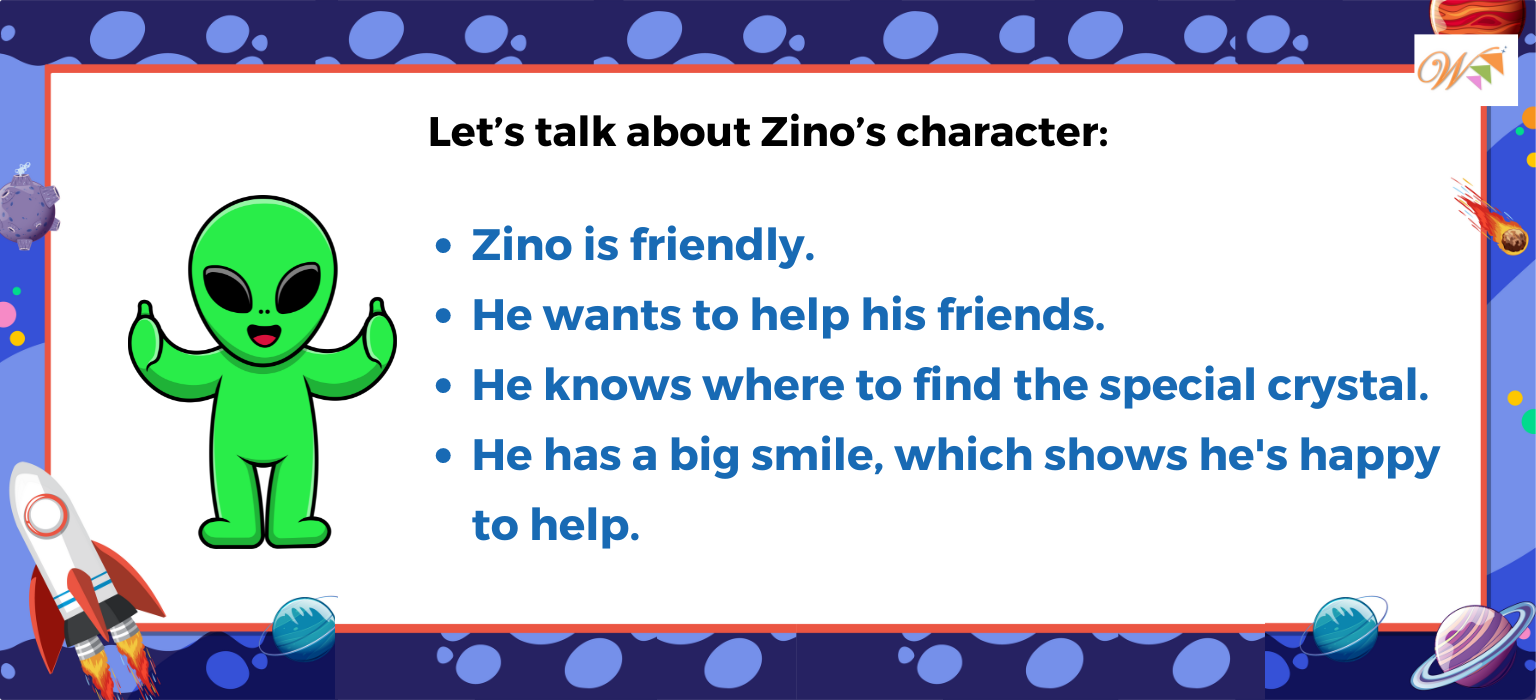 W
Let’s talk about Zino’s character:
• Zino is friendly.
• He wants to help his friends.
• He knows where to find the special crystal.
• He has a big smile, which shows he's happy
to help.